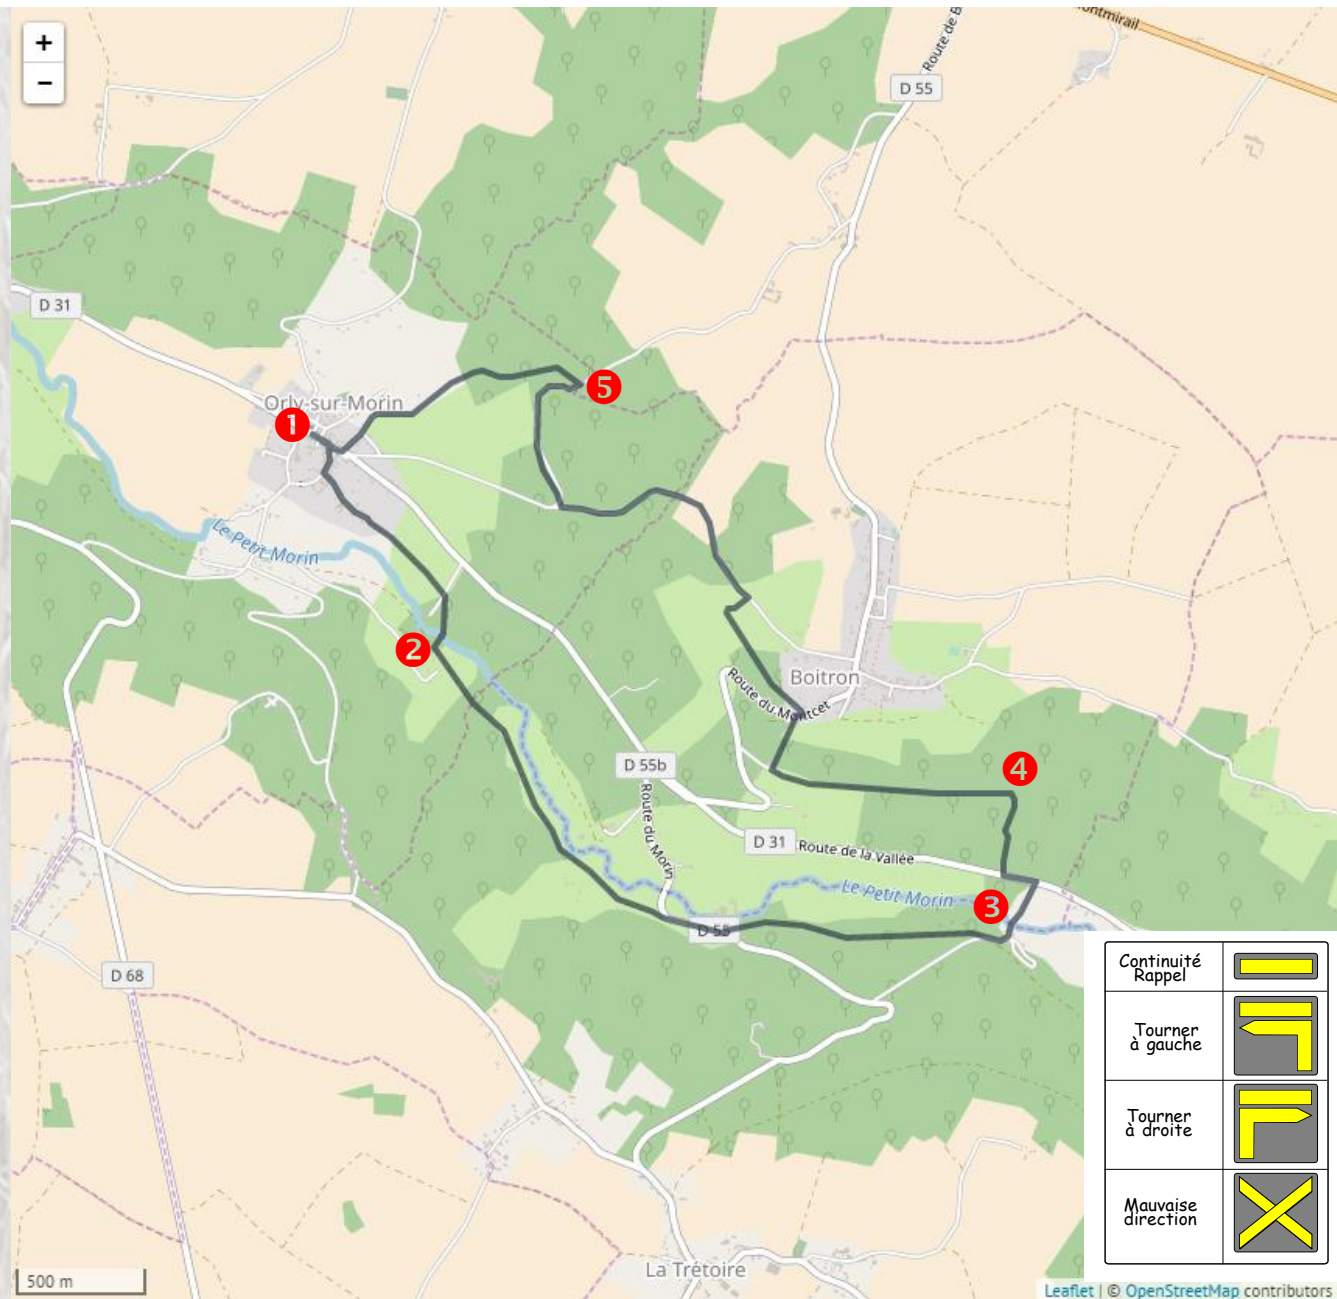 +
−
ontmirail
Route de B
D 55
D 31
Orly-sur-Morin
1
5
Le Petit Morin
2
Boitron
Route du Montcet
D 55b
4
Route du Morin
D 31
Route de la Vallée
Le Petit Morin
3
D 55
D 68
Continuité
Rappel
Tourner
à gauche
Tourner
à droite
Mauvaise
direction
La Trétoire
500 m
Leaflet | © OpenStreetMap contributors